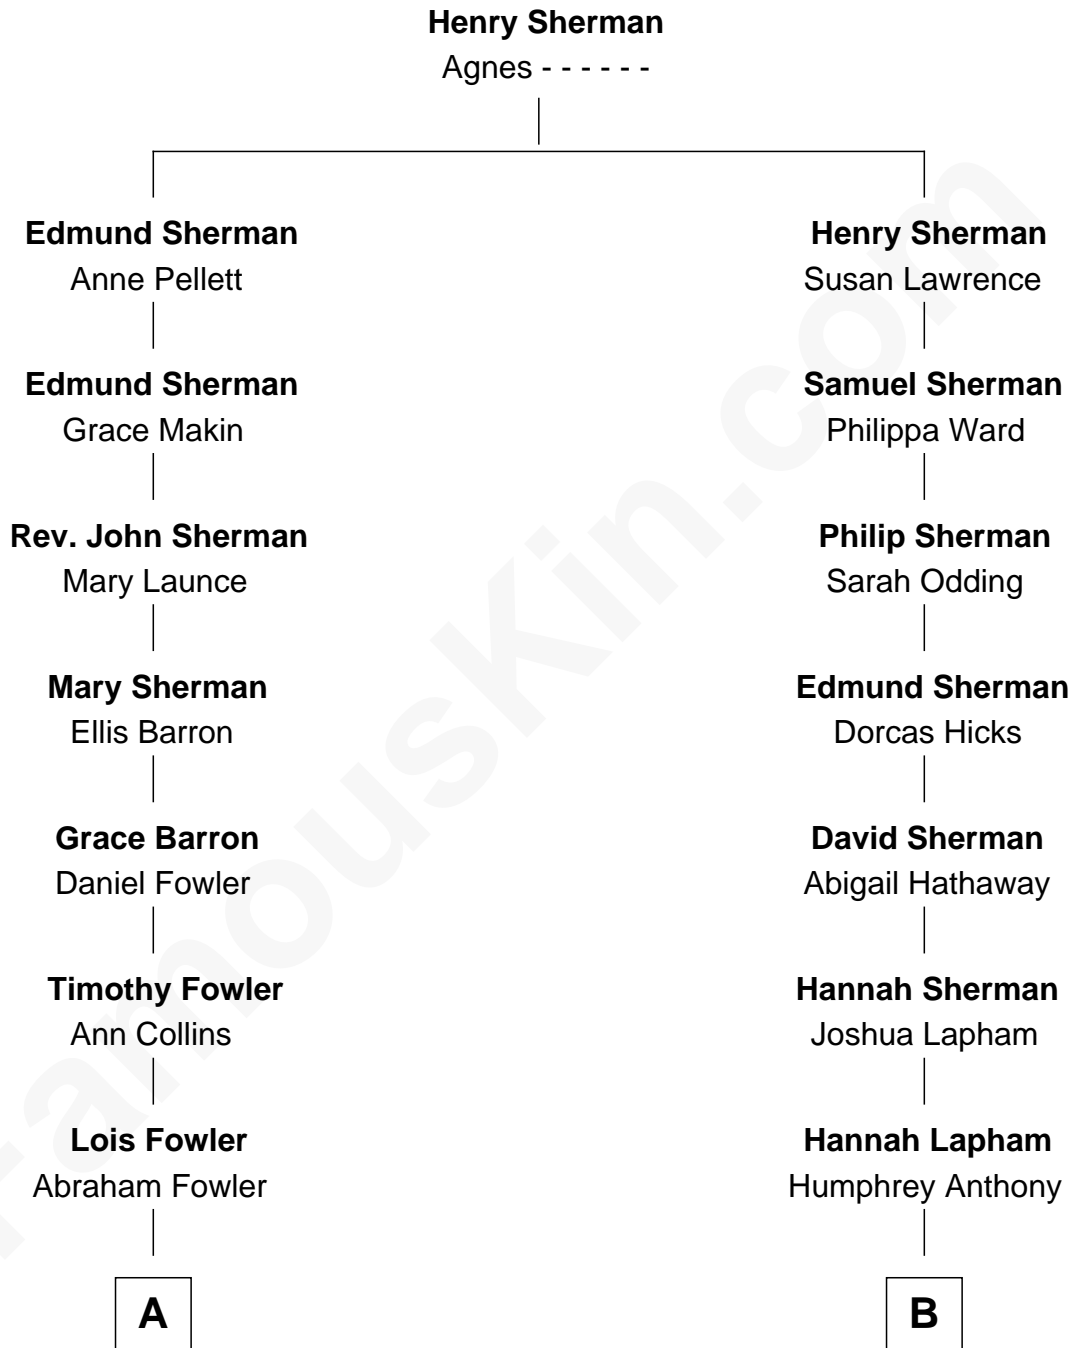 Henry Sherman
Agnes - - - - - -
Edmund Sherman
Anne Pellett
Henry Sherman
Susan Lawrence
Edmund Sherman
Grace Makin
Samuel Sherman
Philippa Ward
Rev. John Sherman
Mary Launce
Philip Sherman
Sarah Odding
Mary Sherman
Ellis Barron
Edmund Sherman
Dorcas Hicks
Grace Barron
Daniel Fowler
David Sherman
Abigail Hathaway
Timothy Fowler
Ann Collins
Hannah Sherman
Joshua Lapham
Lois Fowler
Abraham Fowler
Hannah Lapham
Humphrey Anthony
A
B
FamousKin.com